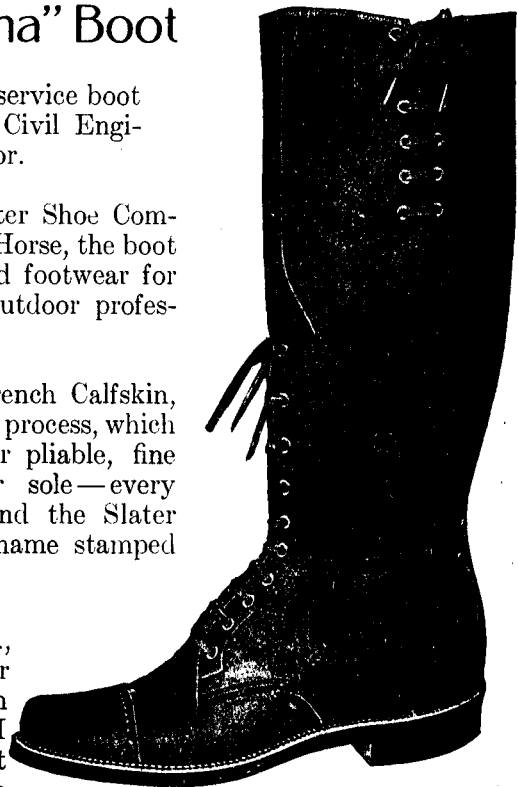 na" Boot
service boot
Civil Engi-
or.
ter Shoe Com-
Horse, the boot
d footwear for
utdoor profes-
ench Calfskin,
process, which
r pliable, fine
r sole—every
nd the Slater
name stamped
r
t